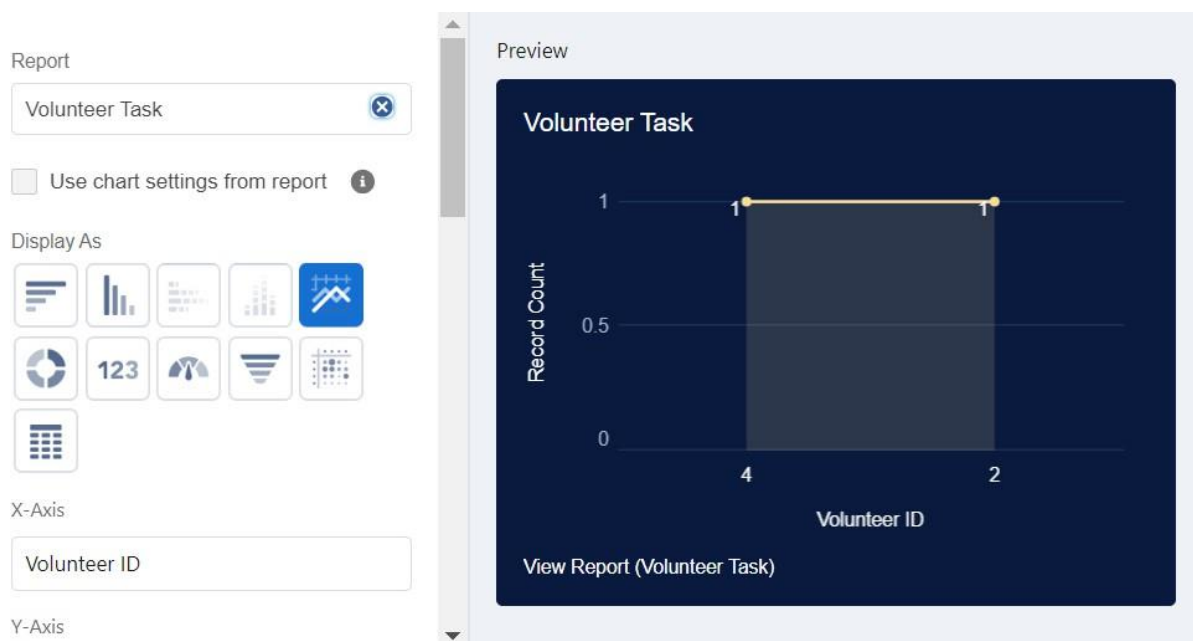 Report
Volunteer Task
Use chart settings from report
Display As
123
X-Axis
Volunteer ID
Y-Axis
Preview
Volunteer Task
1
1
1
0.5
0
Record Count
4
2
Volunteer ID
View Report (Volunteer Task)